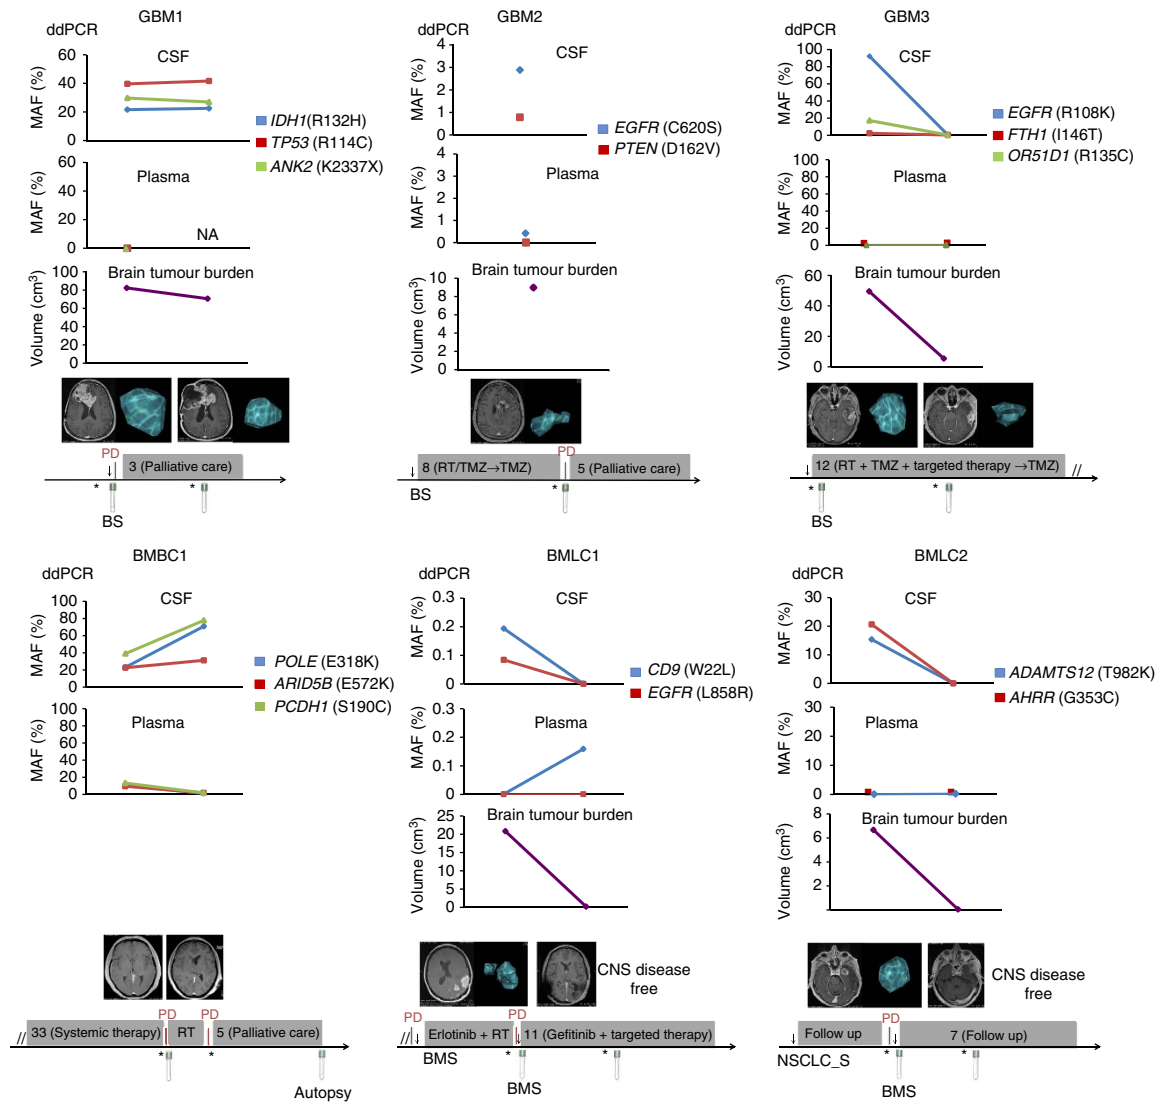 GBM1
ddPCR
CSF
MAF (%)
60
40
20
0
IDH1(R132H)
TP53 (R114C)
ANK2 (K2337X)
MAF (%)
60
40
20
0
Plasma
NA
Brain tumour burden
Volume (cm3)
100
80
60
40
20
0
PD
3 (Palliative care)
*
*
BS
GBM2
ddPCR
CSF
MAF (%)
4
3
2
1
0
EGFR (C620S)
PTEN (D162V)
Plasma
MAF (%)
4
3
2
1
0
Brain tumour burden
Volume (cm3)
10
8
6
4
2
0
PD
8 (RT/TMZ→TMZ)
5 (Palliative care)
*
BS
GBM3
ddPCR
CSF
MAF (%)
100
80
60
40
20
0
EGFR (R108K)
FTH1 (I146T)
OR51D1 (R135C)
Plasma
MAF (%)
100
80
60
40
20
0
Brain tumour burden
Volume (cm3)
60
40
20
0
12 (RT + TMZ + targeted therapy →TMZ)
//
*
*
BS
BMBC1
ddPCR
CSF
MAF (%)
100
80
60
40
20
0
POLE (E318K)
ARID5B (E572K)
PCDH1 (S190C)
Plasma
MAF (%)
100
80
60
40
20
0
PD
PD
//
33 (Systemic therapy)
RT
5 (Palliative care)
*
*
Autopsy
BMLC1
ddPCR
CSF
MAF (%)
0.3
0.2
0.1
0
CD9 (W22L)
EGFR (L858R)
Plasma
MAF (%)
0.3
0.2
0.1
0
Brain tumour burden
Volume (cm3)
25
20
15
10
5
0
CNS disease
free
PD
PD
//
Erlotinib + RT
11 (Gefitinib + targeted therapy)
*
*
BMS
BMS
BMLC2
ddPCR
CSF
MAF (%)
30
20
10
0
ADAMTS12 (T982K)
AHRR (G353C)
Plasma
MAF (%)
30
20
10
0
Brain tumour burden
Volume (cm3)
8
6
4
2
CNS disease
free
PD
Follow up
7 (Follow up)
*
*
NSCLC_S
BMS